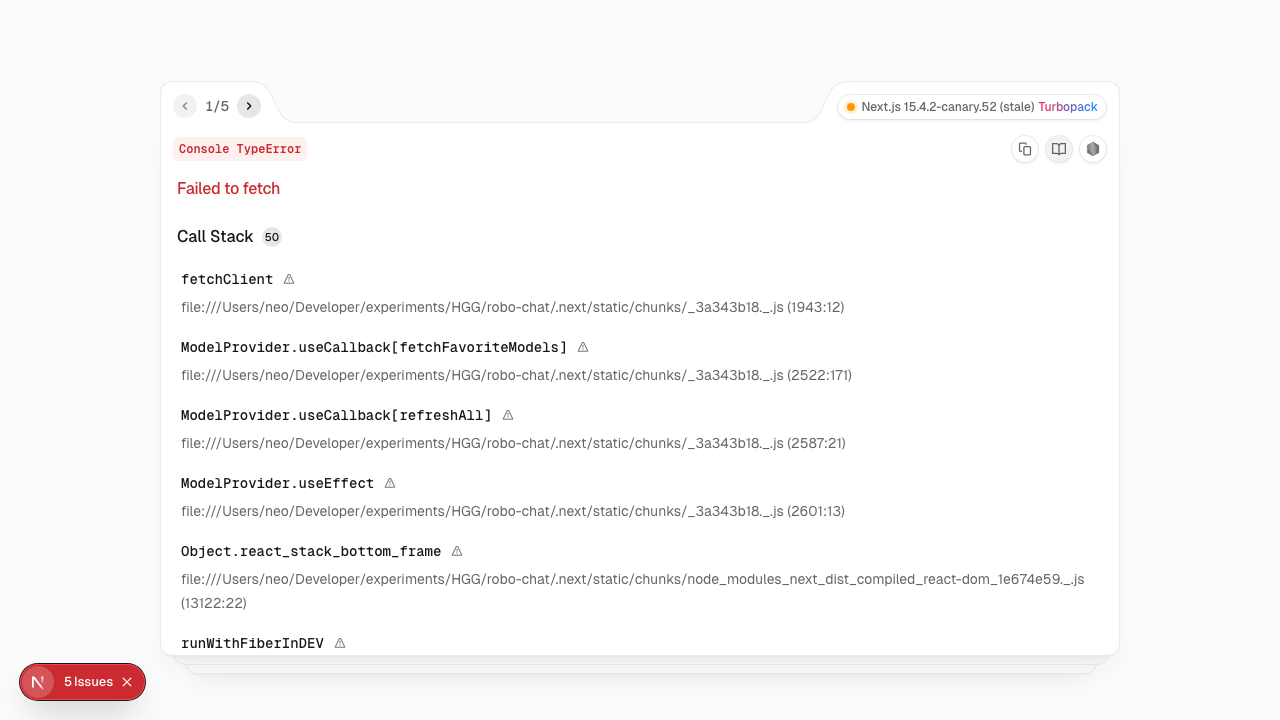 1/5
Next.js 15.4.2-canary.52 (stale) Turbopack
Console TypeError
Failed to fetch
Call Stack 50
fetchClient
file:///Users/neo/Developer/experiments/HGG/robo-chat/.next/static/chunks/_3a343b18._.js (1943:12)
ModelProvider.useCallback[fetchFavoriteModels]
file:///Users/neo/Developer/experiments/HGG/robo-chat/.next/static/chunks/_3a343b18._.js (2522:171)
ModelProvider.useCallback[refreshAll]
file:///Users/neo/Developer/experiments/HGG/robo-chat/.next/static/chunks/_3a343b18._.js (2587:21)
ModelProvider.useEffect
file:///Users/neo/Developer/experiments/HGG/robo-chat/.next/static/chunks/_3a343b18._.js (2601:13)
Object.react_stack_bottom_frame
file:///Users/neo/Developer/experiments/HGG/robo-chat/.next/static/chunks/node_modules_next_dist_compiled_react-dom_1e674e59._.js
(13122:22)
runWithFiberInDEV
N 5 Issues